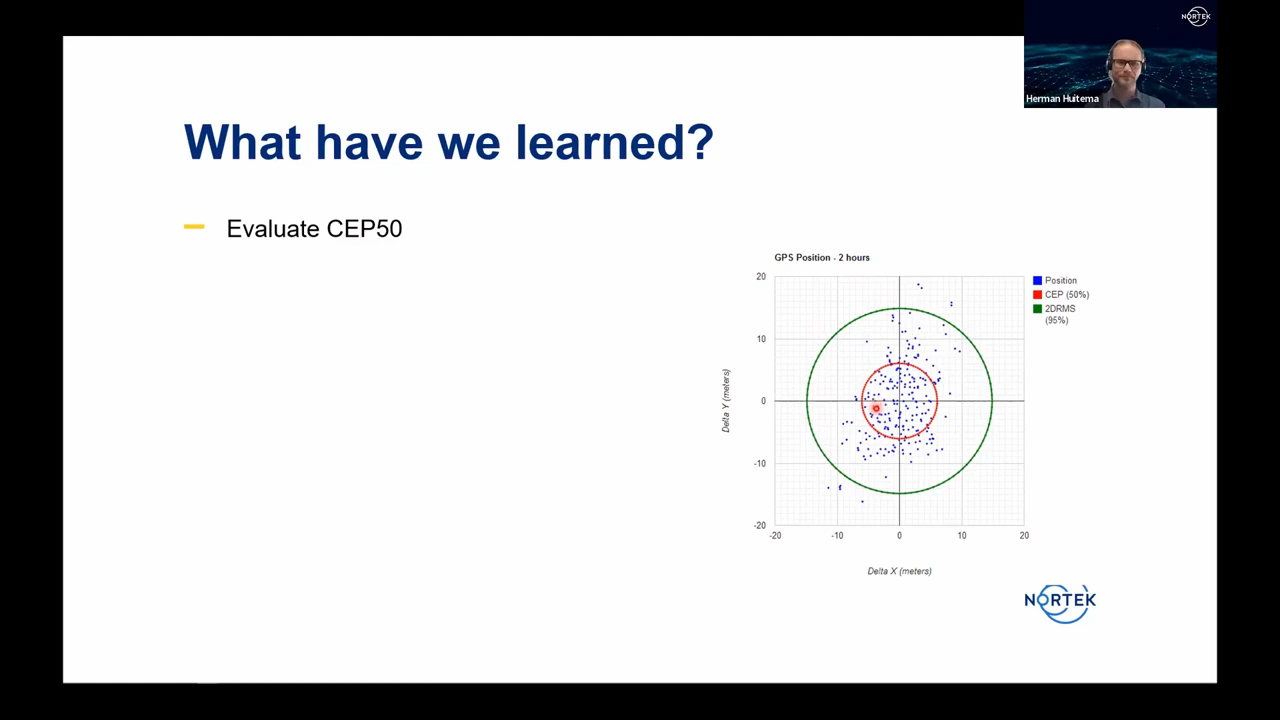 NORTEK
Herman Huitema
What have we learned?
Evaluate CEP50
GPS Position - 2 hours
20
10
0
-10
-20
-20
-10
0
10
20
Delta Y (meters)
Delta X (meters)
Position
CEP (50%)
2DRMS
(95%)
NORTEK